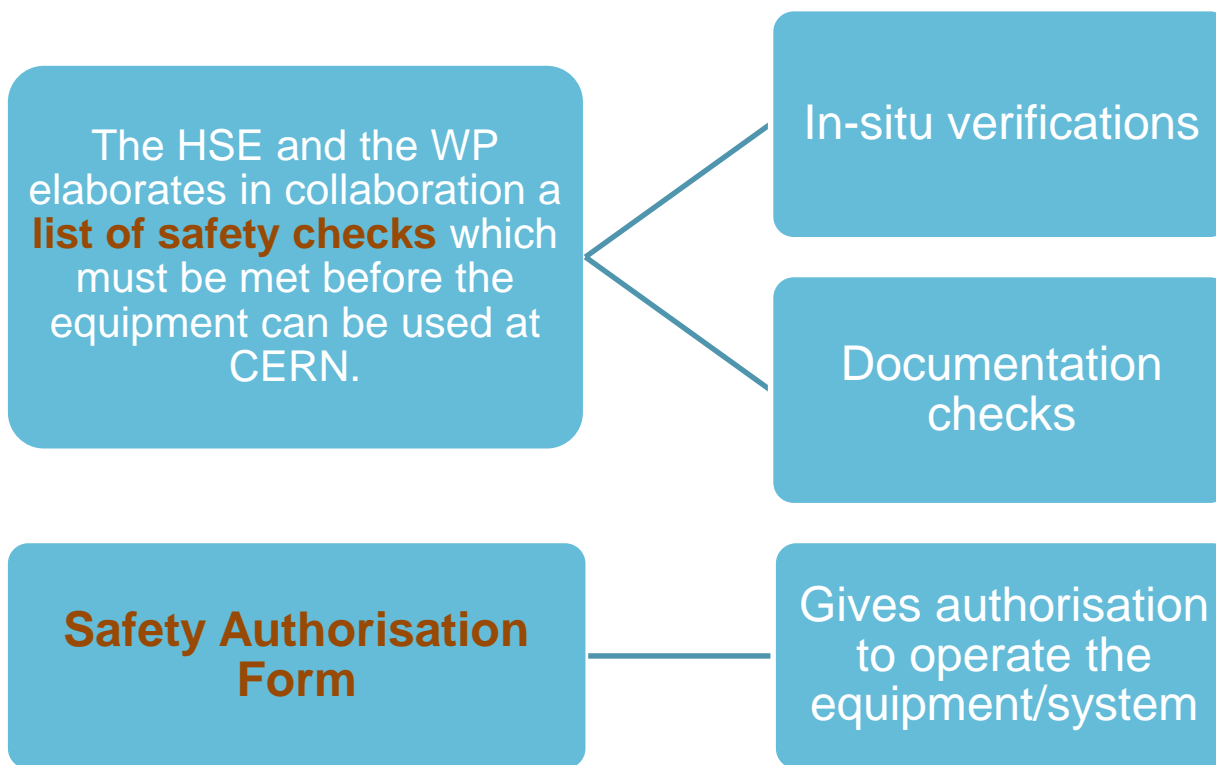 The HSE and the WP
elaborates in collaboration a
list of safety checks which
must be met before the
equipment can be used at
CERN.
In-situ verifications
Documentation
checks
Safety Authorisation
Form
Gives authorisation
to operate the
equipment/system